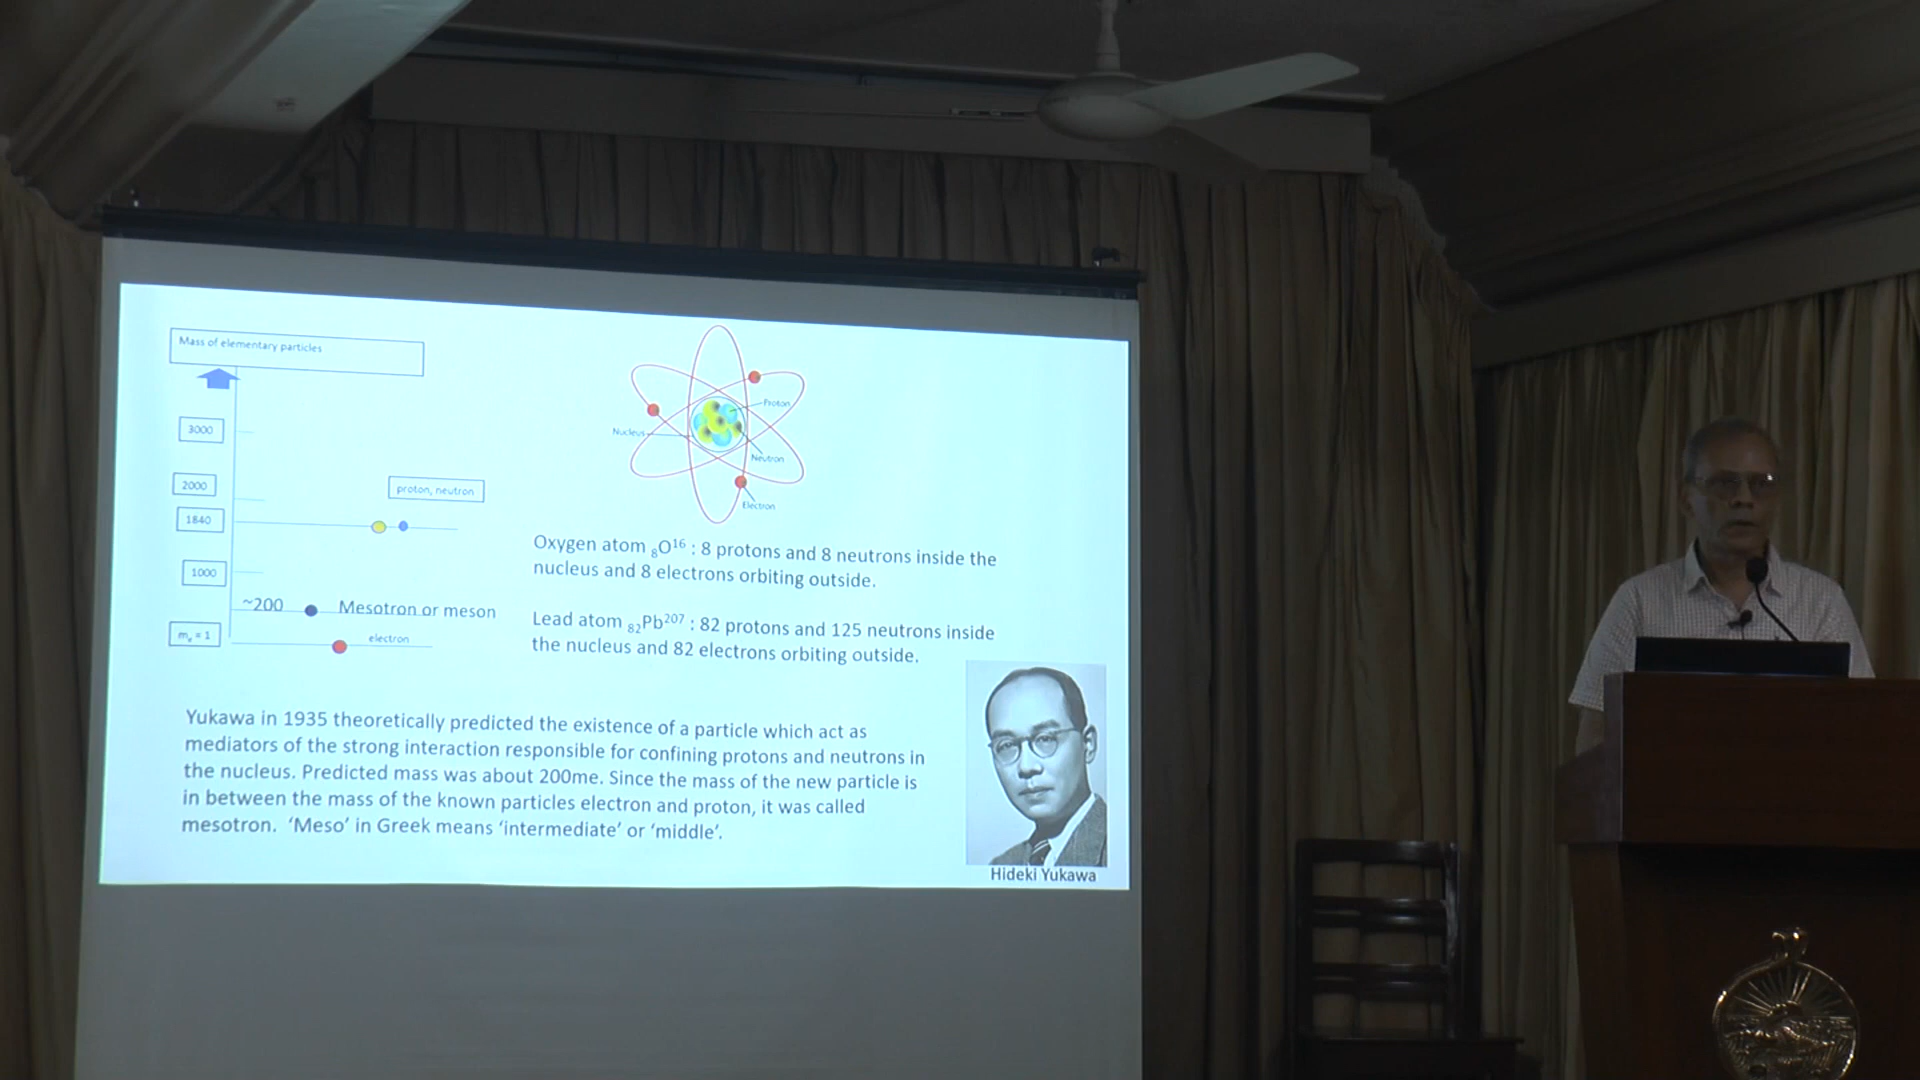 Mass of elementary particles
3000
2000
1840
1000
mₑ = 1
proton, neutron
~200
Mesotron or meson
electron
Proton
Nucleus
Neutron
Electron
Oxygen atom ₈O¹⁶ : 8 protons and 8 neutrons inside the
nucleus and 8 electrons orbiting outside.
Lead atom ₈₂Pb²⁰⁷ : 82 protons and 125 neutrons inside
the nucleus and 82 electrons orbiting outside.
Yukawa in 1935 theoretically predicted the existence of a particle which act as
mediators of the strong interaction responsible for confining protons and neutrons in
the nucleus. Predicted mass was about 200me. Since the mass of the new particle is
in between the mass of the known particles electron and proton, it was called
mesotron. ‘Meso’ in Greek means ‘intermediate’ or ‘middle’.
Hideki Yukawa